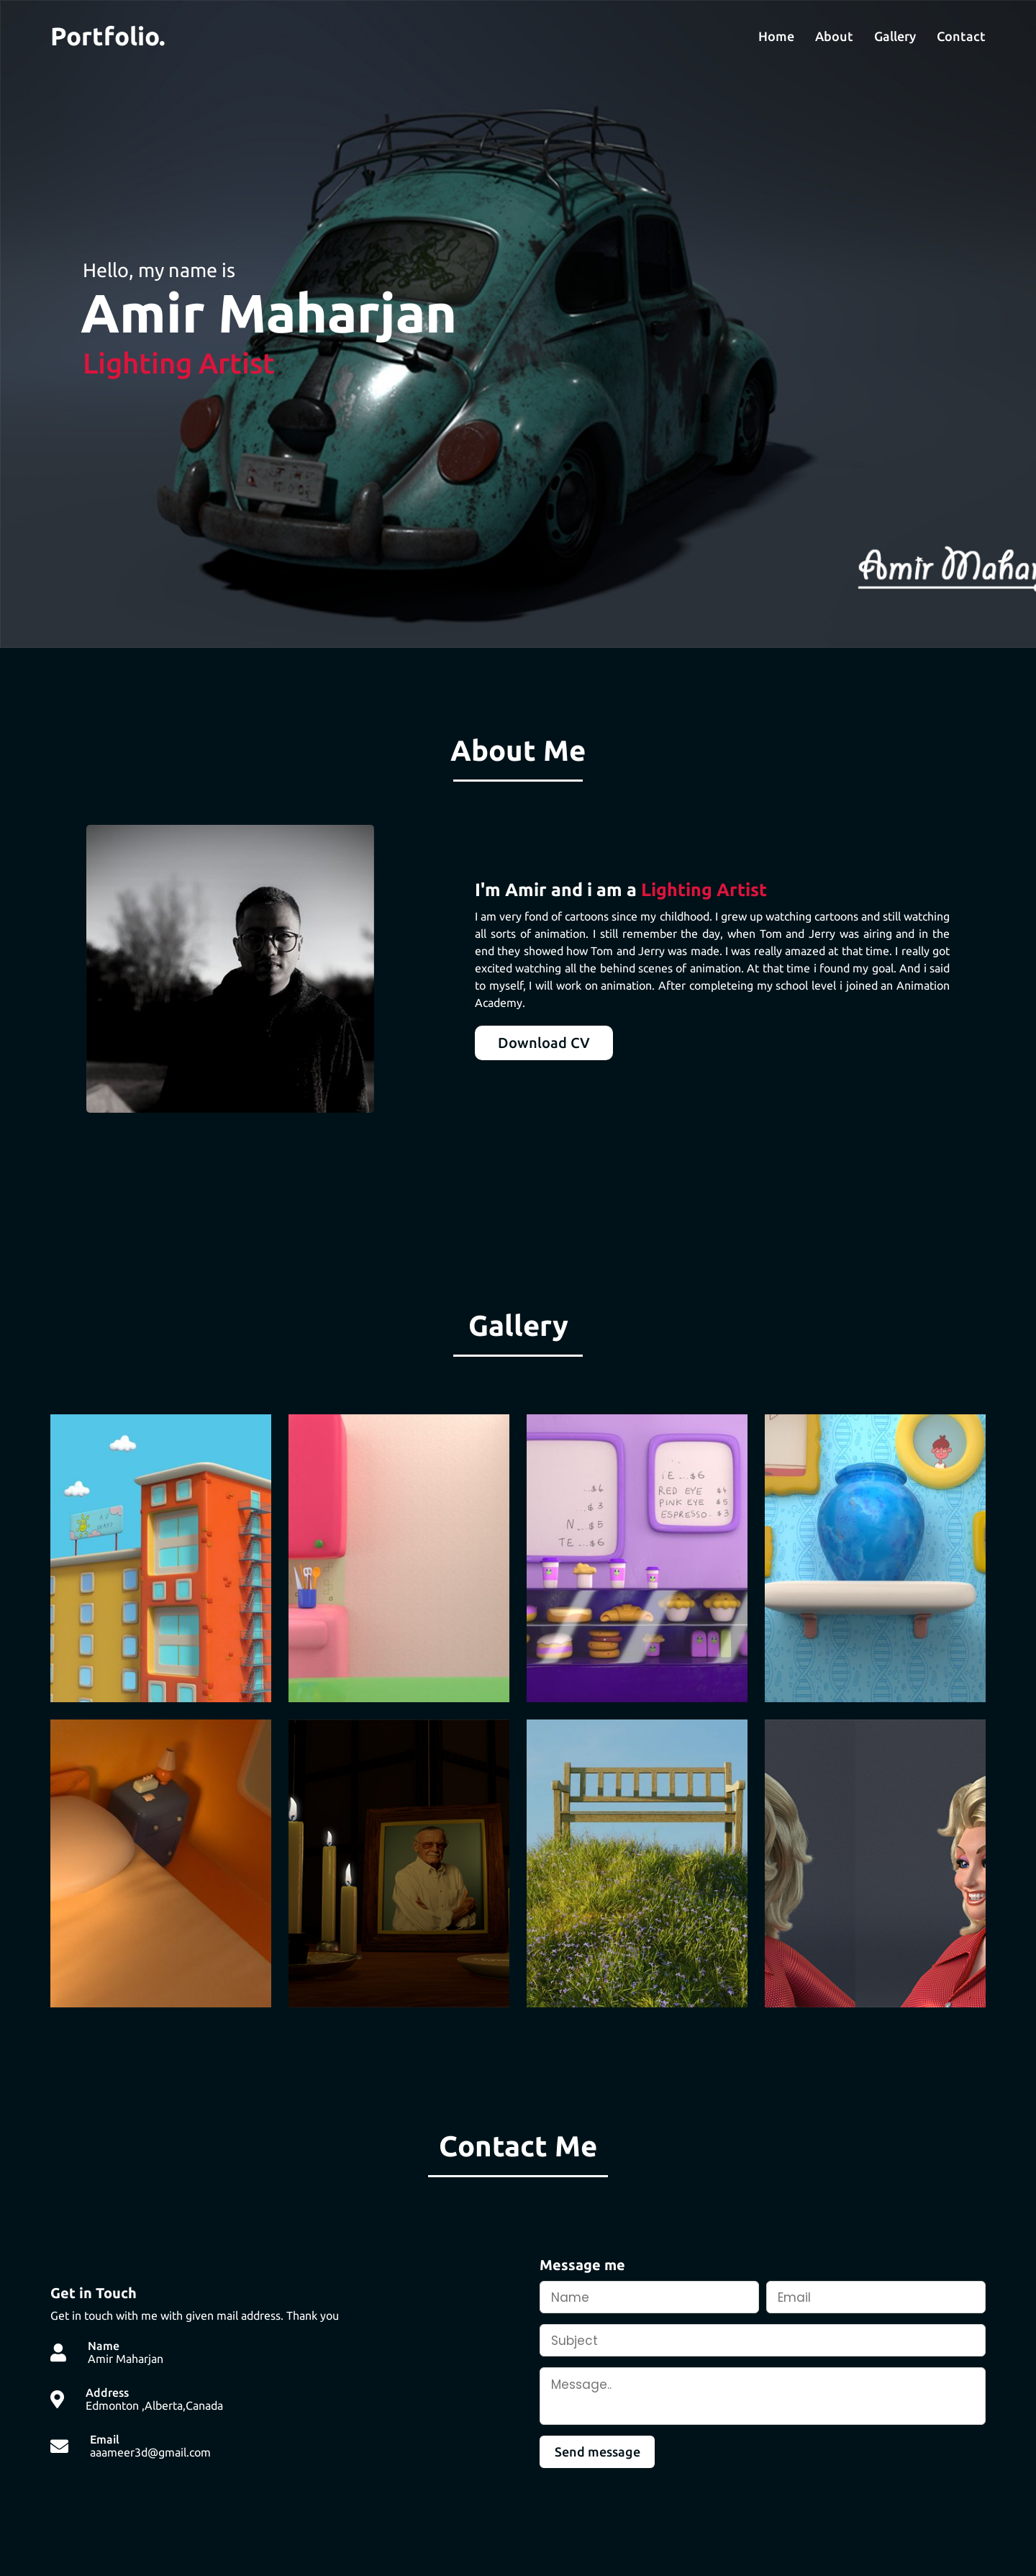 Portfolio.
Home About Gallery Contact
Hello, my name is
Amir Maharjan
Lighting Artist
Amir Mahar
About Me
I'm Amir and i am a Lighting Artist
I am very fond of cartoons since my childhood. I grew up watching cartoons and still watching
all sorts of animation. I still remember the day, when Tom and Jerry was airing and in the
end they showed how Tom and Jerry was made. I was really amazed at that time. I really got
excited watching all the behind scenes of animation. At that time i found my goal. And i said
to myself, I will work on animation. After completeing my school level i joined an Animation
Academy.
Download CV
Gallery
..$6
.$3
N...$5
TE...$6
iE...$6
RED EYE $4
PINK EYE $5
ESPRESSO. $3
Contact Me
Get in Touch
Get in touch with me with given mail address. Thank you
Name
Amir Maharjan
Address
Edmonton ,Alberta,Canada
Email
aaameer3d@gmail.com
Message me
Name
Email
Subject
Message..
Send message